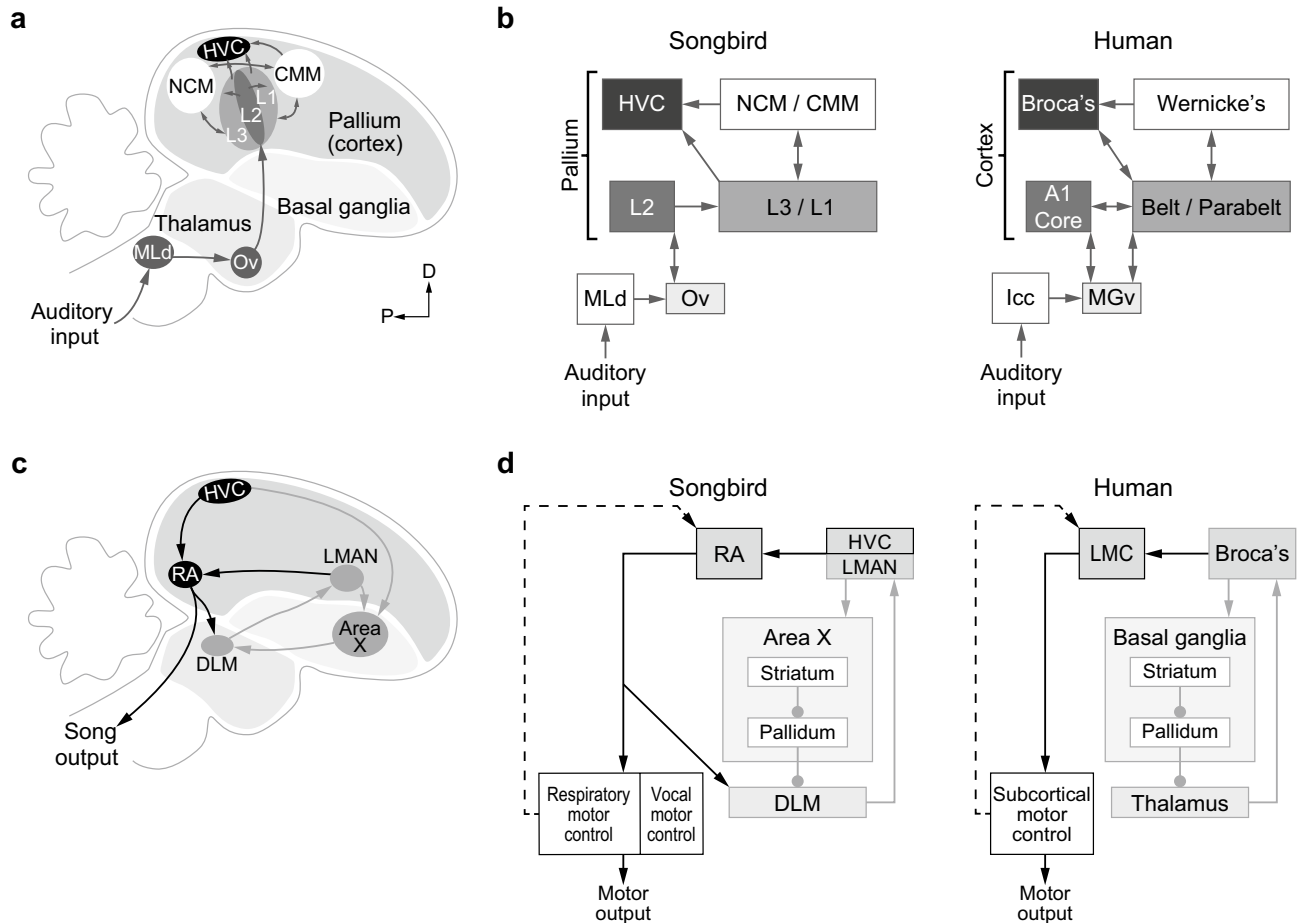 a
HVC
NCM
CMM
L1
L2
L3
Pallium
(cortex)
Basal ganglia
Thalamus
MLd
Ov
Auditory
input
D
P
b
Songbird
Human
Pallium
HVC
NCM / CMM
L2
L3 / L1
MLd
Ov
Auditory
input
Cortex
Broca's
Wernicke's
A1
Core
Belt / Parabelt
Icc
MGv
Auditory
input
c
HVC
LMAN
RA
Area
X
DLM
Song
output
d
Songbird
Human
RA
HVC
LMAN
Area X
Striatum
Pallidum
DLM
Respiratory
motor
control
Vocal
motor
control
Motor
output
LMC
Broca's
Basal ganglia
Striatum
Pallidum
Thalamus
Subcortical
motor
control
Motor
output